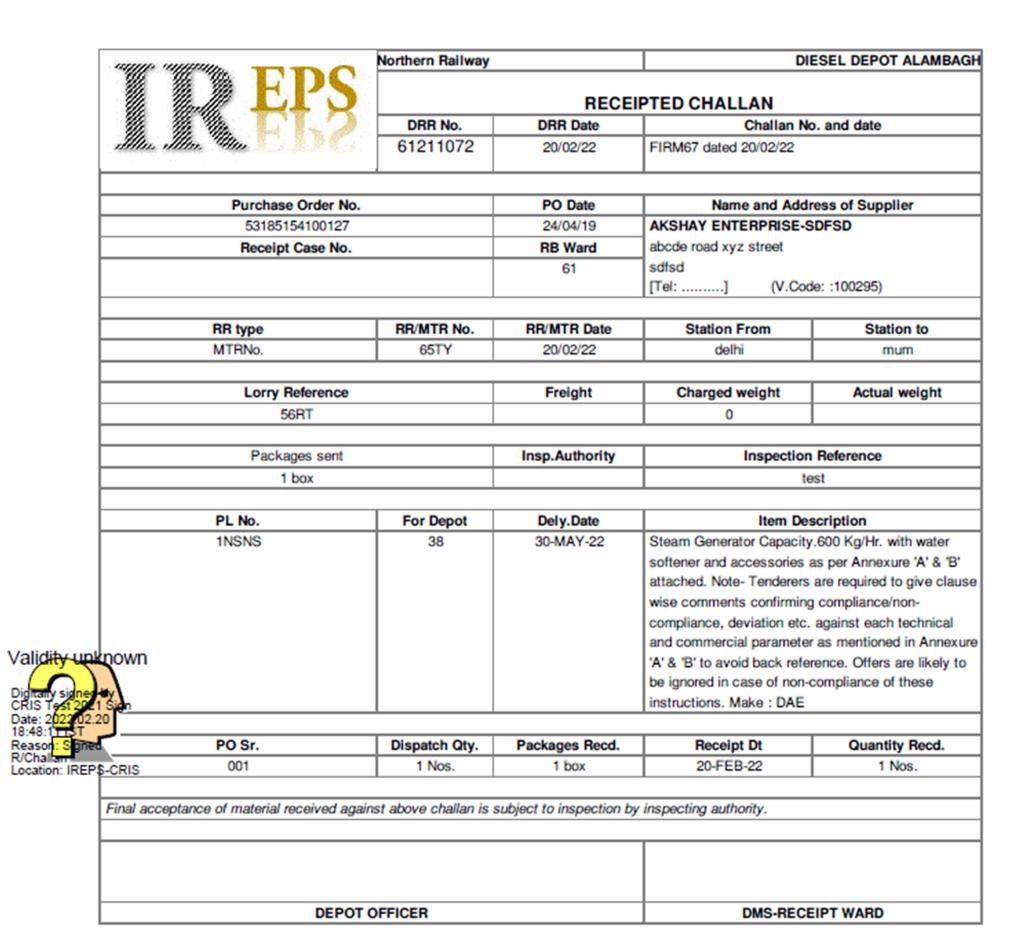 IREPS
Northern Railway DIESEL DEPOT ALAMBAGH
RECEIPTED CHALLAN
DRR No. DRR Date Challan No. and date
61211072 20/02/22 FIRM67 dated 20/02/22
Purchase Order No. PO Date Name and Address of Supplier
53185154100127 24/04/19 AKSHAY ENTERPRISE-SDFSD
Receipt Case No. RB Ward abcde road xyz street
61 sdfsd
[Tel: ..........] (V.Code: :100295)
RR type RR/MTR No. RR/MTR Date Station From Station to
MTRNo. 65TY 20/02/22 delhi mum
Lorry Reference Freight Charged weight Actual weight
56RT 0
Packages sent Insp.Authority Inspection Reference
1 box test
PL No. For Depot Dely.Date Item Description
1NSNS 38 30-MAY-22 Steam Generator Capacity.600 Kg/Hr. with water
softener and accessories as per Annexure 'A' & 'B'
attached. Note- Tenderers are required to give clause
wise comments confirming compliance/non-
compliance, deviation etc. against each technical
and commercial parameter as mentioned in Annexure
'A' & 'B' to avoid back reference. Offers are likely to
be ignored in case of non-compliance of these
instructions. Make : DAE
Validity unknown
Digitally signed by
CRIS Test 2021 Sign
Date: 2022.02.20
18:48:11 IST
Reason: Signed
R/Challan
Location: IREPS-CRIS
PO Sr. Dispatch Qty. Packages Recd. Receipt Dt Quantity Recd.
001 1 Nos. 1 box 20-FEB-22 1 Nos.
Final acceptance of material received against above challan is subject to inspection by inspecting authority.
DEPOT OFFICER DMS-RECEIPT WARD